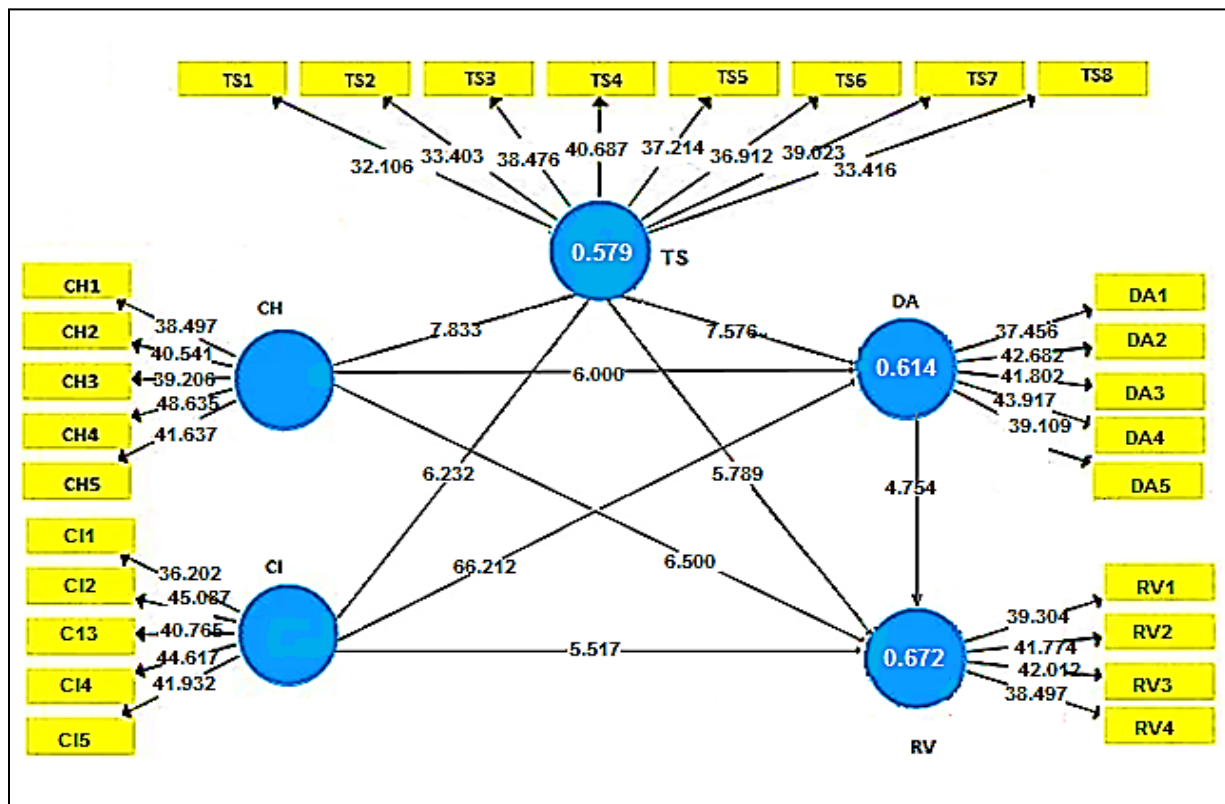 TS1 TS2 TS3 TS4 TS5 TS6 TS7 TS8
32.106 33.403 38.476 40.687 37.214 36.912 39.023 33.416
0.579 TS
CH1
CH2
CH3
CH4
CH5
38.497
40.541
39.206
48.635
41.637
CH
7.833 7.576
6.000
DA
0.614
37.456
42.682
41.802
43.917
39.109
DA1
DA2
DA3
DA4
DA5
6.232 5.789 4.754
66.212 6.500
CI1
CI2
C13
CI4
CI5
36.202
45.087
40.765
44.617
41.932
CI
5.517
0.672
RV
39.304
41.774
42.012
38.497
RV1
RV2
RV3
RV4